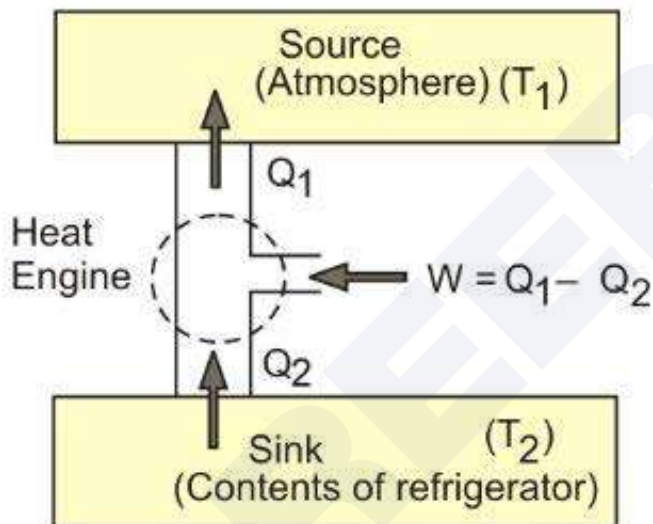 Source
(Atmosphere) (T1)
Q1
Heat
Engine
W = Q1 – Q2
Q2
(T2)
Sink
(Contents of refrigerator)